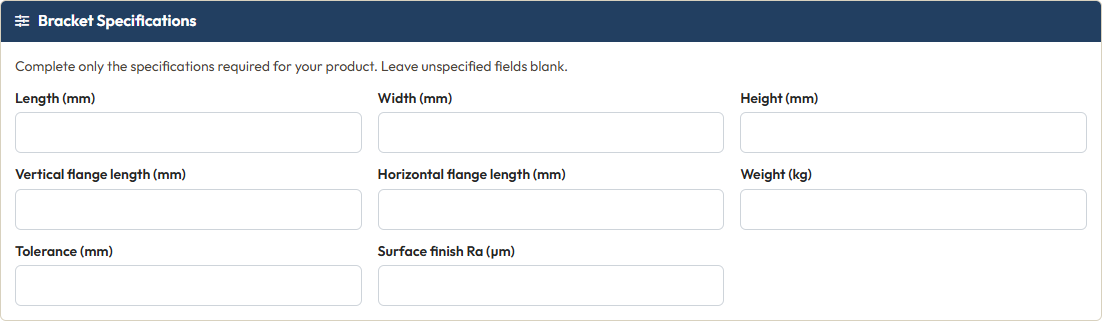 Bracket Specifications
Complete only the specifications required for your product. Leave unspecified fields blank.
Length (mm) Width (mm) Height (mm)
Vertical flange length (mm) Horizontal flange length (mm) Weight (kg)
Tolerance (mm) Surface finish Ra (µm)